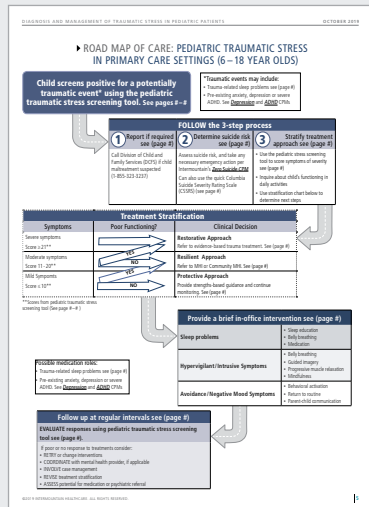 DIAGNOSIS AND MANAGEMENT OF TRAUMATIC STRESS IN PEDIATRIC PATIENTS
OCTOBER 2019
ROAD MAP OF CARE: PEDIATRIC TRAUMATIC STRESS
IN PRIMARY CARE SETTINGS (6 – 18 YEAR OLDS)
Child screens positive for a potentially
traumatic event* using the pediatric
traumatic stress screening tool. See pages #–#
*Traumatic events may include:
• Trauma-related sleep problems see (page #)
• Pre-existing anxiety, depression or severe
ADHD. See Depression and ADHD CPMs
FOLLOW the 3-step process
1 Report if required
see (page #)
Call Division of Child and
Family Services (DCFS) if child
maltreatment suspected
(1-855-323-3237)
2 Determine suicide risk
(see page #)
Assess suicide risk, and take any
necessary emergency action per
Intermountain's Zero Suicide CPM
Can also use the quick Columbia
Suicide Severity Rating Scale
(CSSRS) (see page #)
3 Stratify treatment
approach see (page #)
• Use the pediatric stress screening
tool to score symptoms of severity
see (page #)
• Inquire about child's functioning in
daily activities
• Use stratification chart below to
determine next steps
Treatment Stratification
Symptoms
Poor Functioning?
Clinical Decision
Severe symptoms
Score ≥ 21**
Restorative Approach
Refer to evidence-based trauma treatment. See (page #)
Moderate symptoms
Score 11– 20**
YES
NO
Resilient Approach
Refer to MHI or Community MHI. See (page #)
Mild Symptoms
Score ≤ 10**
YES
NO
Protective Approach
Provide strengths-based guidance and continue
monitoring. See (page #)
**Scores from pediatric traumatic stress
screening tool (See page #–# )
Provide a brief in-office intervention see (page #)
Sleep problems
• Sleep education
• Belly breathing
• Medication
Hypervigilant/Intrusive Symptoms
• Belly breathing
• Guided imagery
• Progressive muscle relaxation
• Mindfulness
Avoidance/Negative Mood Symptoms
• Behavioral activation
• Return to routine
• Parent-child communication
Possible medication roles:
• Trauma-related sleep problems see (page #)
• Pre-existing anxiety, depression or severe
ADHD. See Depression and ADHD CPMs
Follow up at regular intervals see (page #)
EVALUATE responses using pediatric traumatic stress screening
tool see (page #).
If poor or no response to treatments consider:
• RETRY or change interventions
• COORDINATE with mental health provider, if applicable
• INVOLVE case management
• REVISE treatment stratification
• ASSESS potential for medication or psychiatric referral
©2019 INTERMOUNTAIN HEALTHCARE. ALL RIGHTS RESERVED.